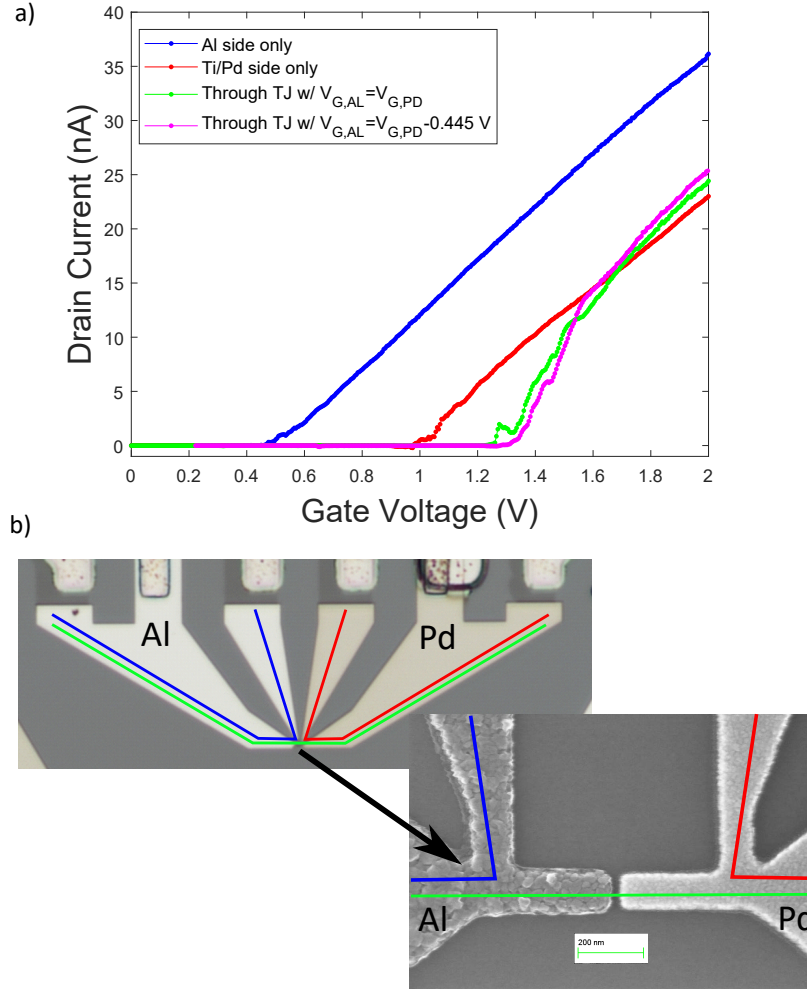 a)
40
35
30
25
20
15
10
5
0
Drain Current (nA)
Al side only
Ti/Pd side only
Through TJ w/ V_G,AL=V_G,PD
Through TJ w/ V_G,AL=V_G,PD-0.445 V
0 0.2 0.4 0.6 0.8 1 1.2 1.4 1.6 1.8 2
Gate Voltage (V)
b)
Al Pd
Al Pd
200 nm